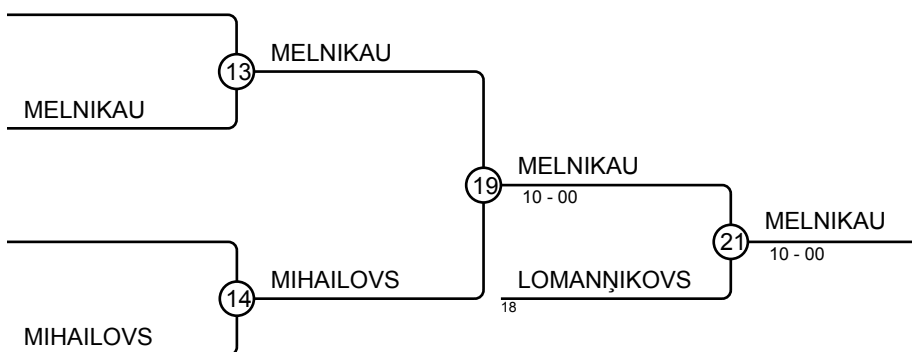 MELNIKAU
13
MELNIKAU
MELNIKAU
19
10 - 00
MELNIKAU
21
10 - 00
MIHAILOVS
LOMANŅIKOVS
14
18
MIHAILOVS